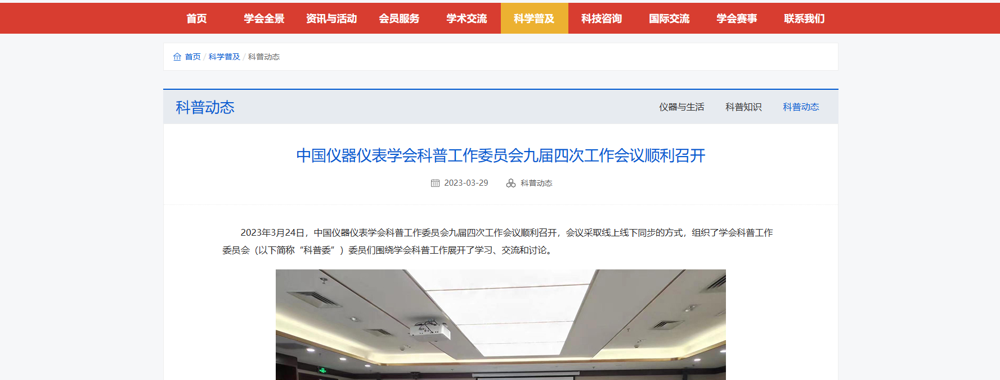 首页 学会全景 资讯与活动 会员服务 学术交流 科学普及 科技咨询 国际交流 学会赛事 联系我们
首页 / 科学普及 / 科普动态
科普动态 仪器与生活 科普知识 科普动态
中国仪器仪表学会科普工作委员会九届四次工作会议顺利召开
2023-03-29 科普动态
2023年3月24日，中国仪器仪表学会科普工作委员会九届四次工作会议顺利召开，会议采取线上线下同步的方式，组织了学会科普工作
委员会（以下简称“科普委”）委员们围绕学会科普工作展开了学习、交流和讨论。